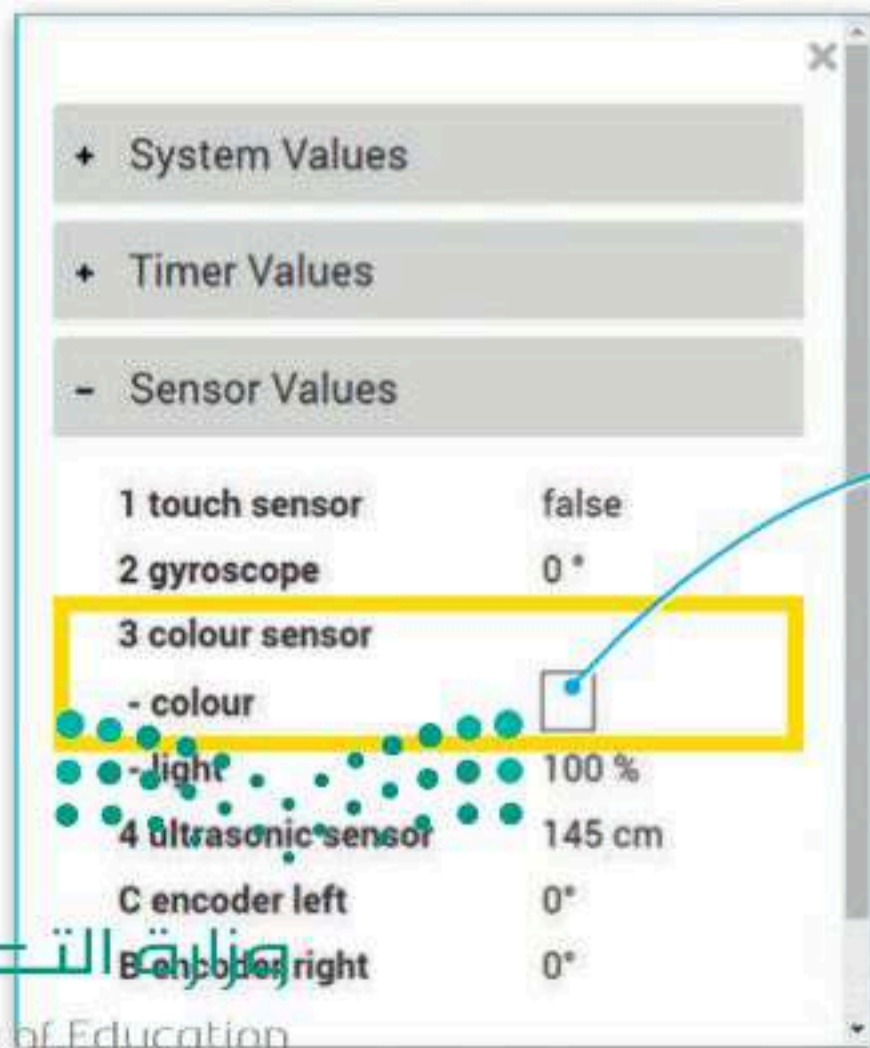 + System Values
+ Timer Values
- Sensor Values
1 touch sensor false
2 gyroscope 0 °
3 colour sensor
- colour
- light 100 %
4 ultrasonic sensor 145 cm
C encoder left 0°
B encoder right 0°
وزارة التـ
of Education